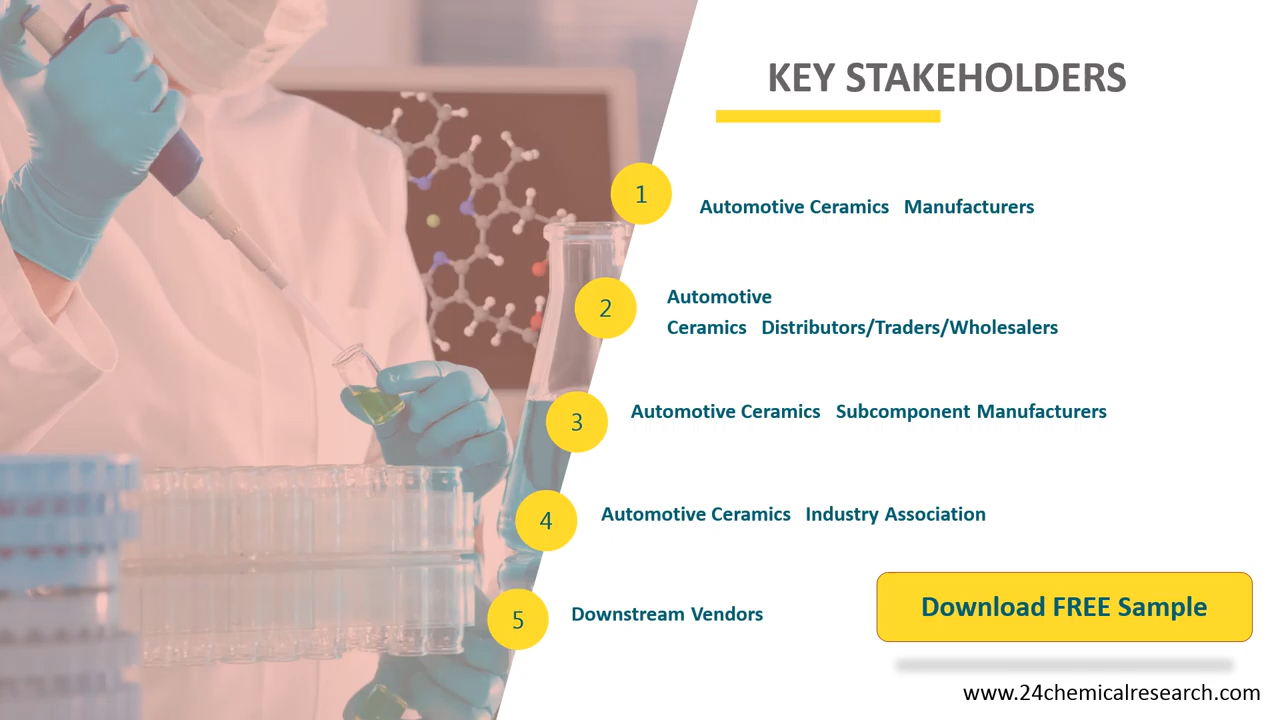 KEY STAKEHOLDERS
1
Automotive Ceramics Manufacturers
2
Automotive
Ceramics Distributors/Traders/Wholesalers
3
Automotive Ceramics Subcomponent Manufacturers
4
Automotive Ceramics Industry Association
5
Downstream Vendors
Download FREE Sample
www.24chemicalresearch.com